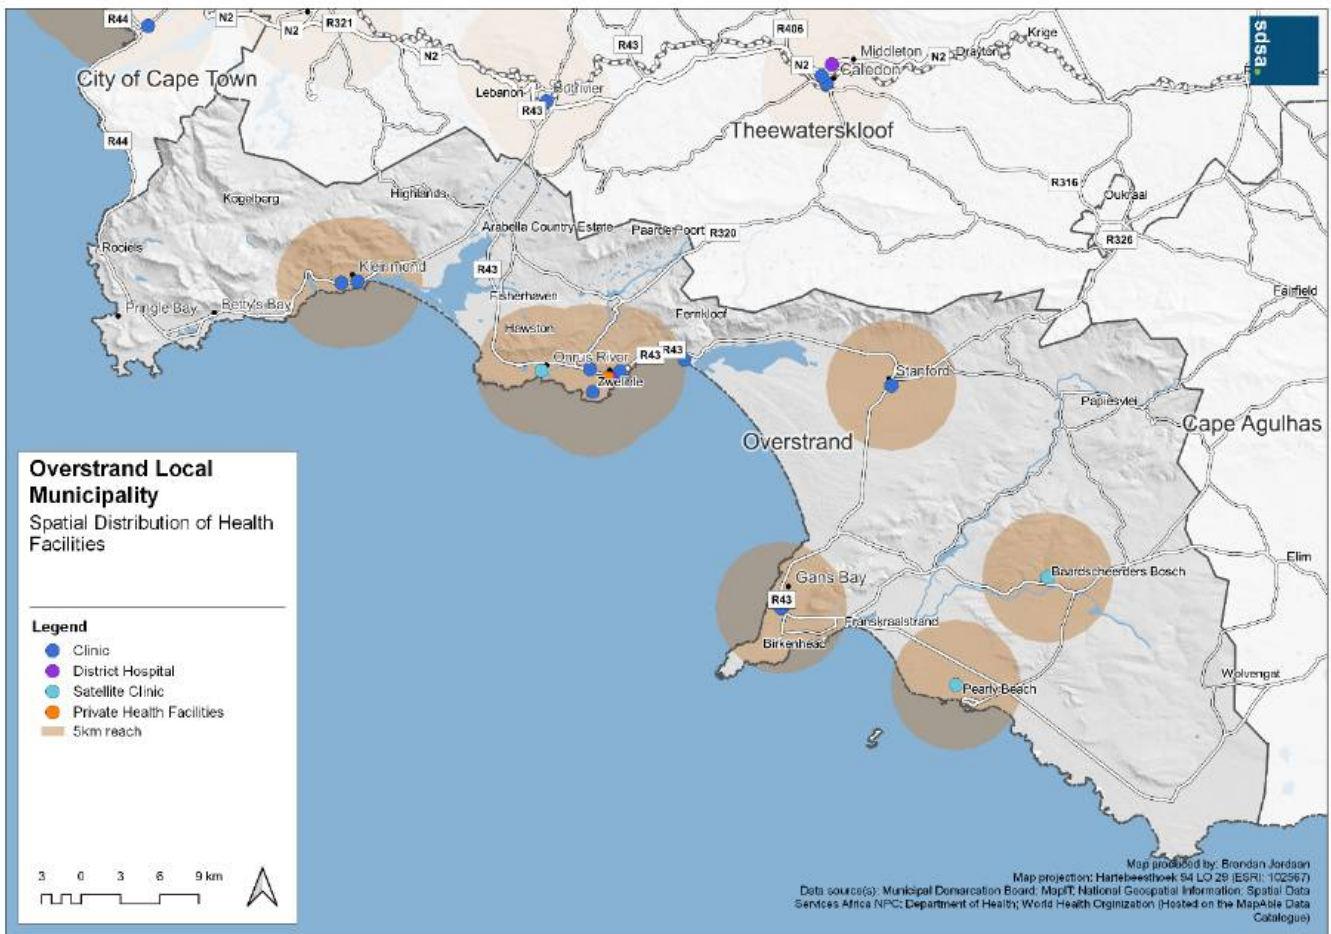 R44
N2
R321
N2
R43
R406
Krige
sdsa.
N2
Middleton
N2
Drayton
N2
Caledon
City of Cape Town
Lebanon
Botrivier
R43
Theewaterskloof
R44
R316
Oukraal
Kogelberg
Highlands
Arabella Country Estate
Paarde Poort
R320
R326
Rooiels
Kleinmond
R43
Fisherhaven
Fairfield
Pringle Bay
Betty's Bay
Fernkloof
Hawston
Onrus River
R43
R43
Zwelihle
Stanford
Papiesvlei
Cape Agulhas
Overstrand
Overstrand Local
Municipality
Spatial Distribution of Health
Facilities
Elim
Gans Bay
Baardscheerders Bosch
R43
Franskraalstrand
Birkenhead
Wolvengat
Pearly Beach
Legend
Clinic
District Hospital
Satellite Clinic
Private Health Facilities
5km reach
3 0 3 6 9 km
Map produced by: Brendan Jordaan
Map projection: Hartebeesthoek 94 LO 29 (ESRI: 102567)
Data source(s): Municipal Demarcation Board; MapIT; National Geospatial Information; Spatial Data
Services Africa NPC; Department of Health; World Health Orginization (Hosted on the MapAble Data
Catalogue)